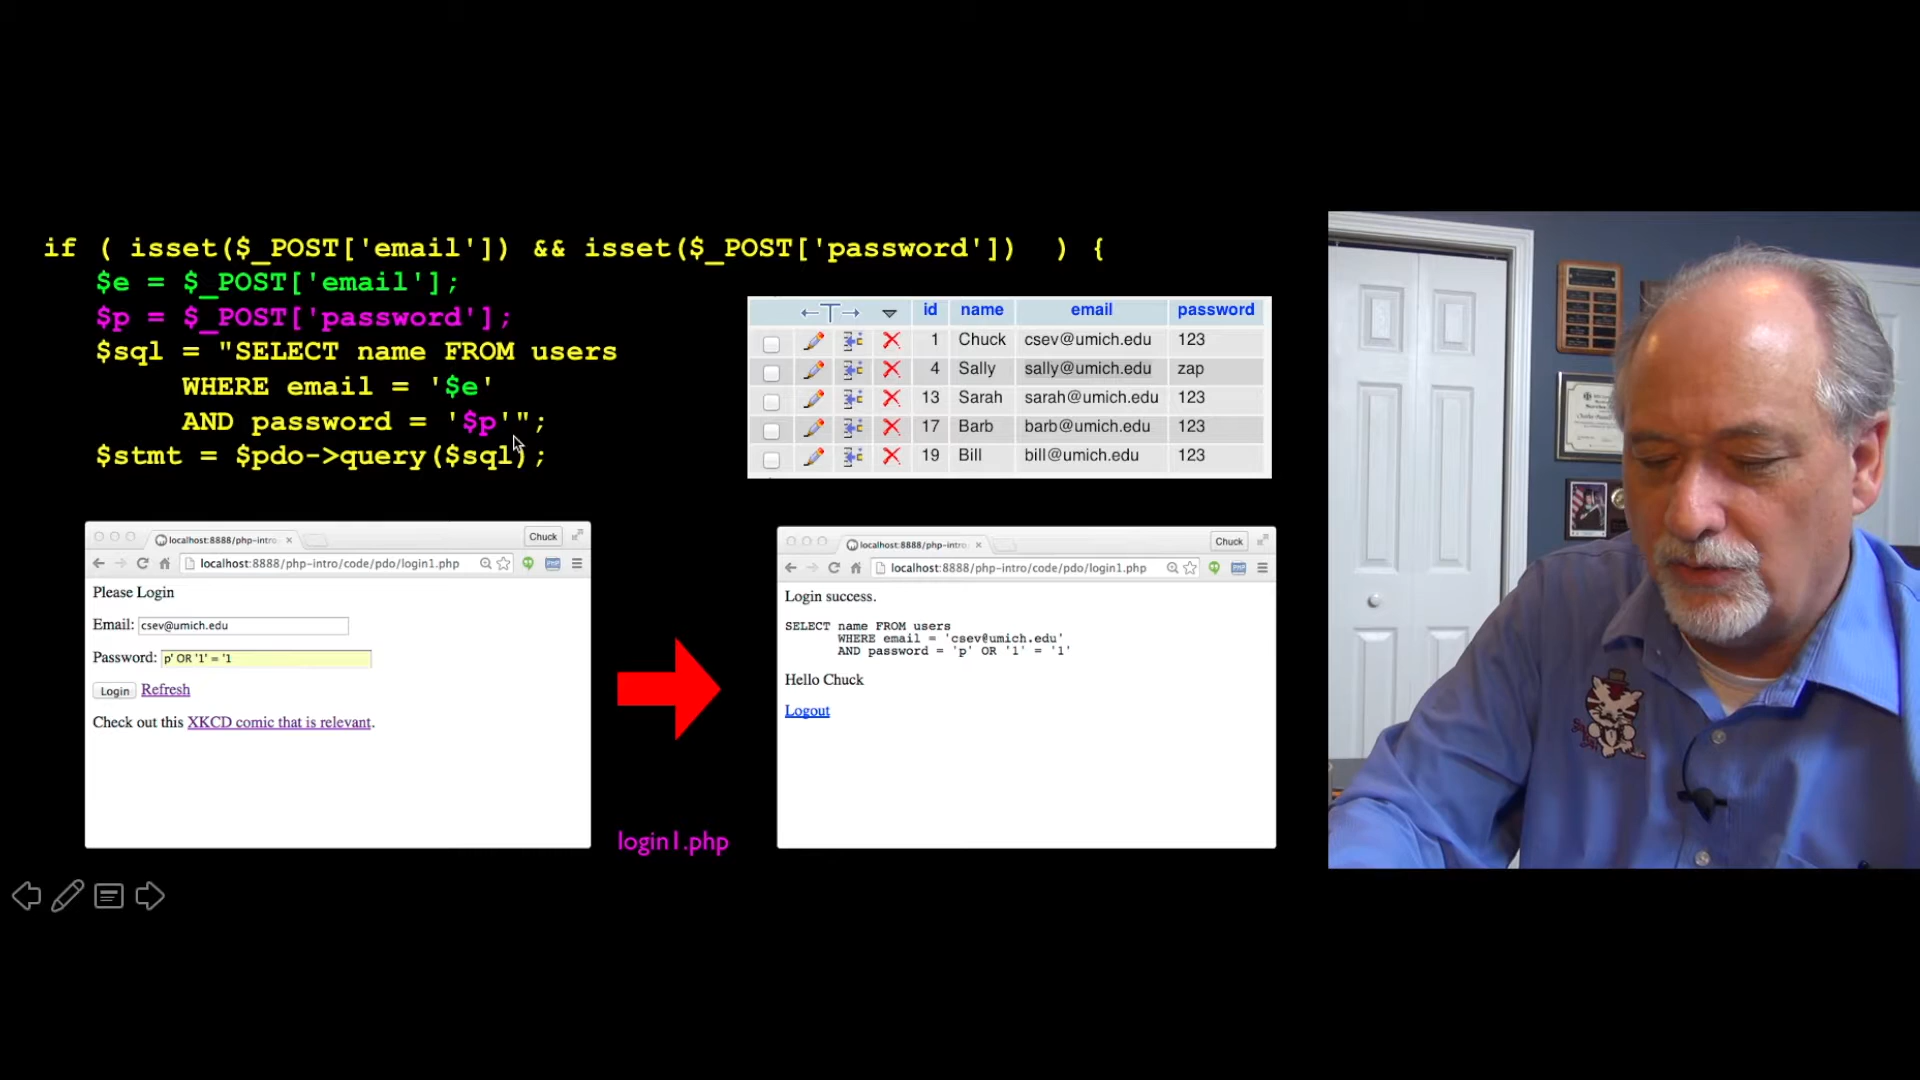 if ( isset($_POST['email']) && isset($_POST['password'])  ) {
$e = $_POST['email'];
$p = $_POST['password'];
$sql = "SELECT name FROM users
WHERE email = '$e'
AND password = '$p'";
$stmt = $pdo->query($sql);
id name email password
1 Chuck csev@umich.edu 123
4 Sally sally@umich.edu zap
13 Sarah sarah@umich.edu 123
17 Barb barb@umich.edu 123
19 Bill bill@umich.edu 123
localhost:8888/php-intro Chuck
localhost:8888/php-intro/code/pdo/login1.php
Please Login
Email: csev@umich.edu
Password: p' OR '1' = '1
Login Refresh
Check out this XKCD comic that is relevant.
login1.php
localhost:8888/php-intro Chuck
localhost:8888/php-intro/code/pdo/login1.php
Login success.
SELECT name FROM users
WHERE email = 'csev@umich.edu'
AND password = 'p' OR '1' = '1'
Hello Chuck
Logout